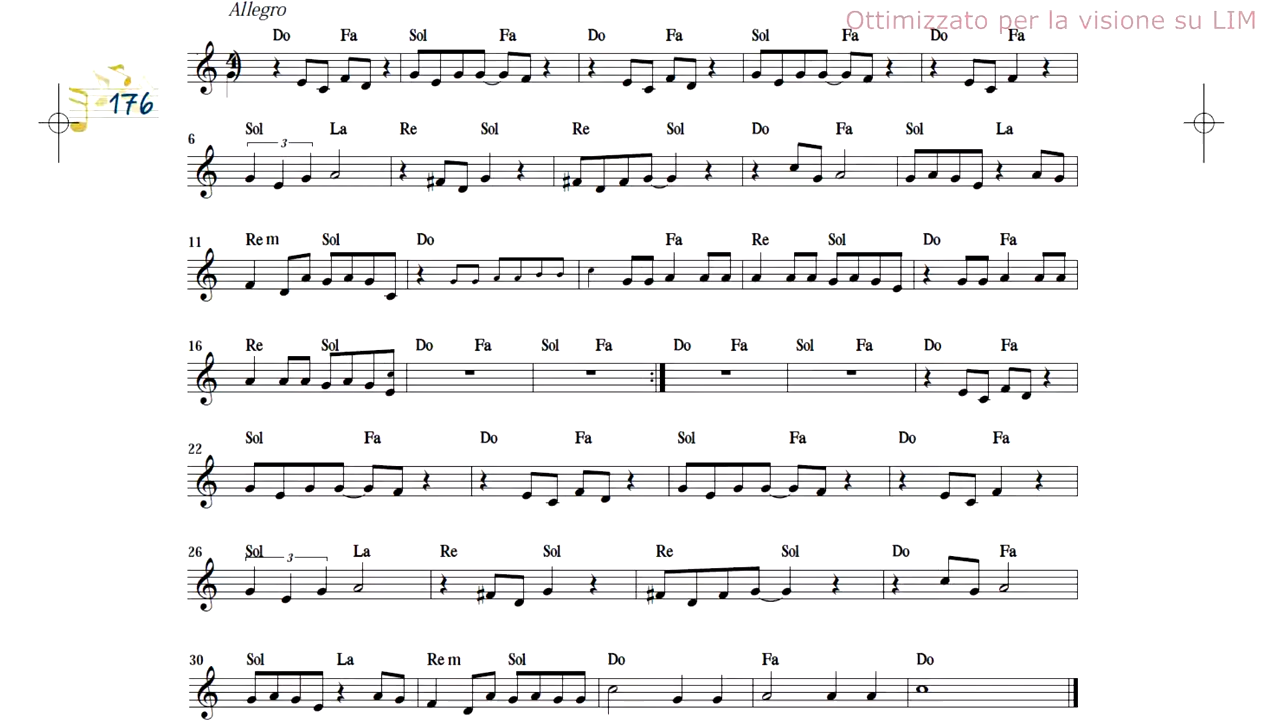 Allegro
Ottimizzato per la visione su LIM
Do Fa Sol Fa Do Fa Sol Fa Do Fa
176
6 Sol 3 La Re Sol Re Sol Do Fa Sol La
11 Re m Sol Do Fa Re Sol Do Fa
16 Re Sol Do Fa Sol Fa Do Fa Sol Fa Do Fa
22 Sol Fa Do Fa Sol Fa Do Fa
26 Sol 3 La Re Sol Re Sol Do Fa
30 Sol La Re m Sol Do Fa Do